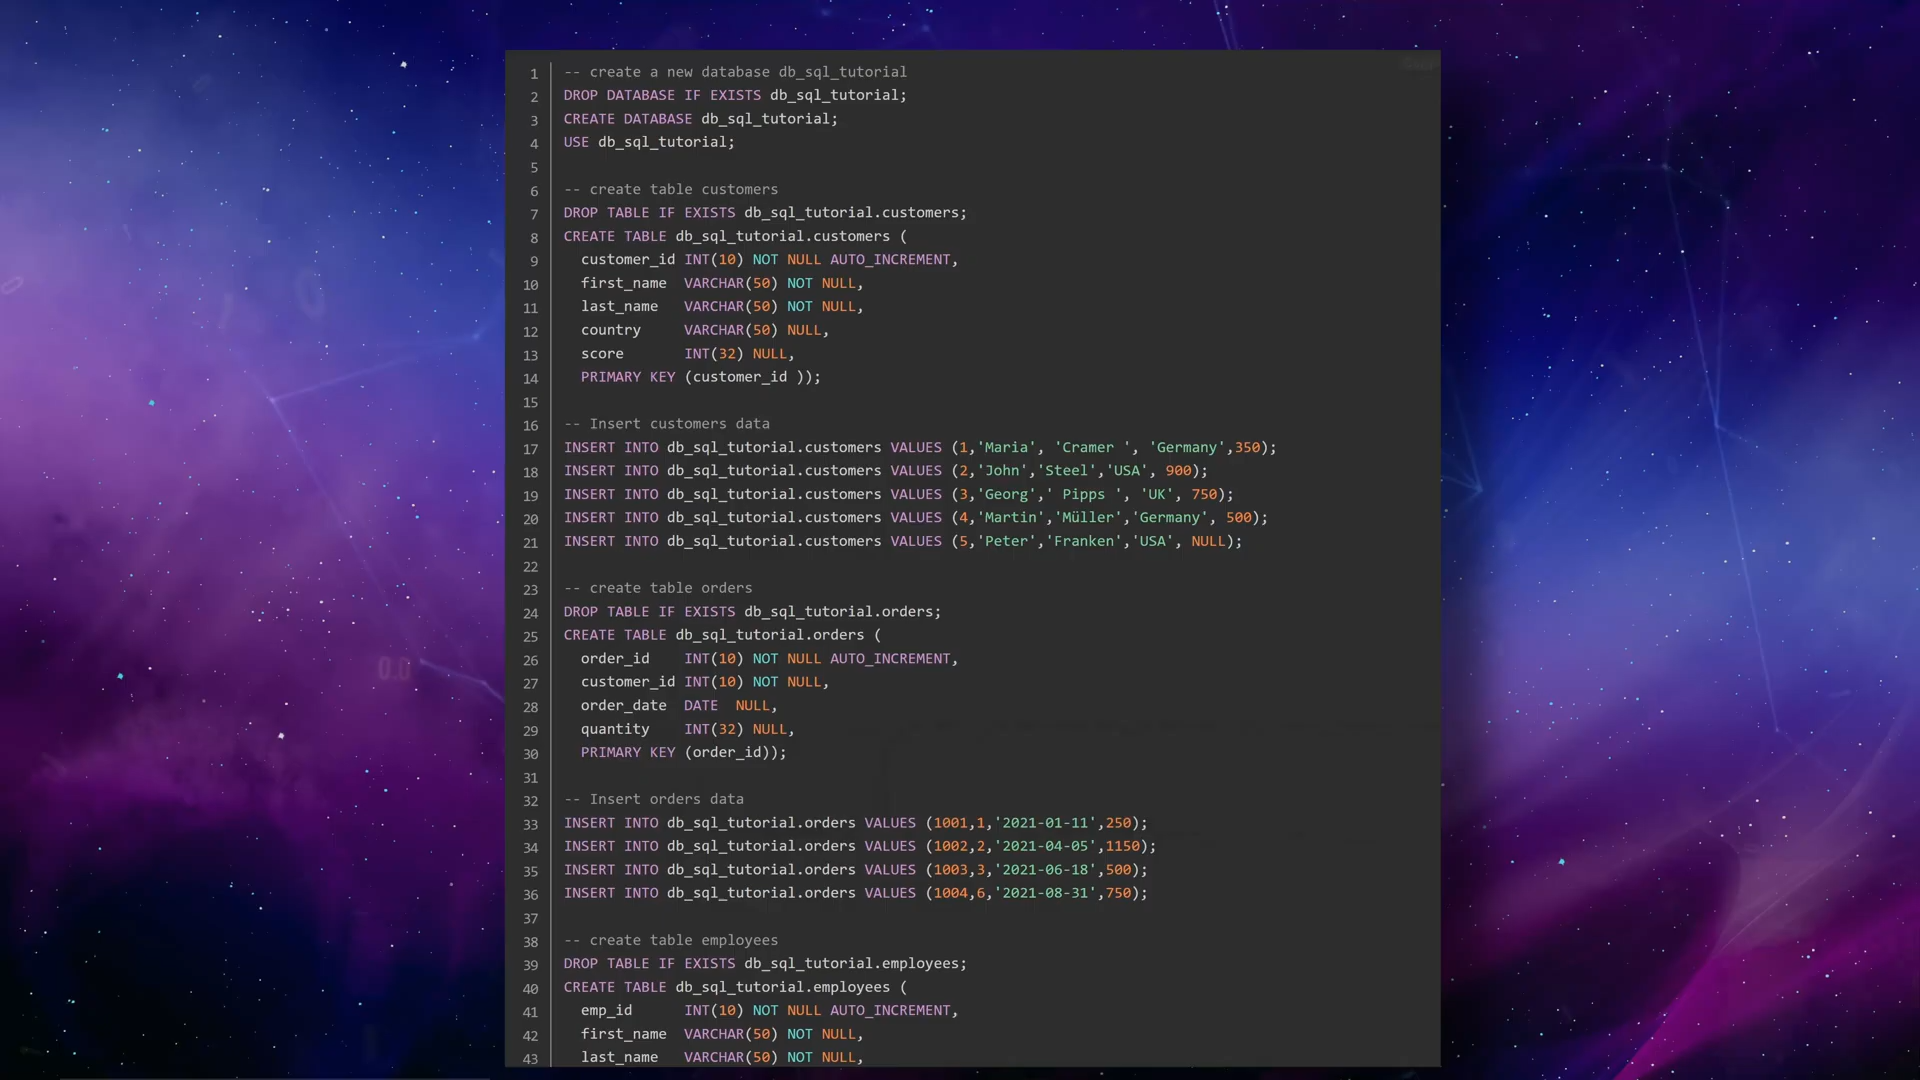 1 -- create a new database db_sql_tutorial
2 DROP DATABASE IF EXISTS db_sql_tutorial;
3 CREATE DATABASE db_sql_tutorial;
4 USE db_sql_tutorial;
5
6 -- create table customers
7 DROP TABLE IF EXISTS db_sql_tutorial.customers;
8 CREATE TABLE db_sql_tutorial.customers (
9   customer_id INT(10) NOT NULL AUTO_INCREMENT,
10   first_name  VARCHAR(50) NOT NULL,
11   last_name   VARCHAR(50) NOT NULL,
12   country     VARCHAR(50) NULL,
13   score       INT(32) NULL,
14   PRIMARY KEY (customer_id ));
15
16 -- Insert customers data
17 INSERT INTO db_sql_tutorial.customers VALUES (1,'Maria', 'Cramer ', 'Germany',350);
18 INSERT INTO db_sql_tutorial.customers VALUES (2,'John','Steel','USA', 900);
19 INSERT INTO db_sql_tutorial.customers VALUES (3,'Georg',' Pipps ', 'UK', 750);
20 INSERT INTO db_sql_tutorial.customers VALUES (4,'Martin','Müller','Germany', 500);
21 INSERT INTO db_sql_tutorial.customers VALUES (5,'Peter','Franken','USA', NULL);
22
23 -- create table orders
24 DROP TABLE IF EXISTS db_sql_tutorial.orders;
25 CREATE TABLE db_sql_tutorial.orders (
26   order_id    INT(10) NOT NULL AUTO_INCREMENT,
27   customer_id INT(10) NOT NULL,
28   order_date  DATE  NULL,
29   quantity    INT(32) NULL,
30   PRIMARY KEY (order_id));
31
32 -- Insert orders data
33 INSERT INTO db_sql_tutorial.orders VALUES (1001,1,'2021-01-11',250);
34 INSERT INTO db_sql_tutorial.orders VALUES (1002,2,'2021-04-05',1150);
35 INSERT INTO db_sql_tutorial.orders VALUES (1003,3,'2021-06-18',500);
36 INSERT INTO db_sql_tutorial.orders VALUES (1004,6,'2021-08-31',750);
37
38 -- create table employees
39 DROP TABLE IF EXISTS db_sql_tutorial.employees;
40 CREATE TABLE db_sql_tutorial.employees (
41   emp_id      INT(10) NOT NULL AUTO_INCREMENT,
42   first_name  VARCHAR(50) NOT NULL,
43   last_name   VARCHAR(50) NOT NULL,